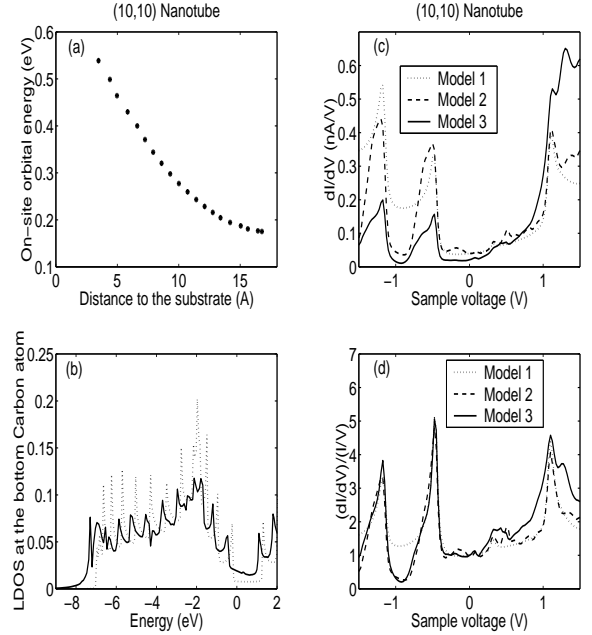 (10,10) Nanotube
(a)
On-site orbital energy (eV)
0.6
0.5
0.4
0.3
0.2
0.1
0 5 10 15
Distance to the substrate (A)
(10,10) Nanotube
(c)
Model 1
Model 2
Model 3
dI/dV (nA/V)
0.6
0.5
0.4
0.3
0.2
0.1
0
-1 0 1
Sample voltage (V)
(b)
LDOS at the bottom Carbon atom
0.25
0.2
0.15
0.1
0.05
0
-8 -6 -4 -2 0 2
Energy (eV)
(d)
Model 1
Model 2
Model 3
(dI/dV)/(I/V)
7
6
5
4
3
2
1
0
-1 0 1
Sample voltage (V)